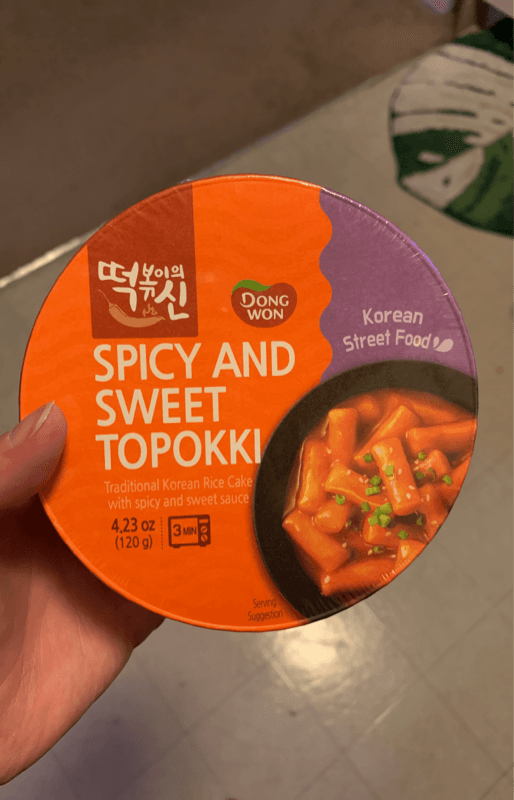 떡볶이의
신
DONG
WON
Korean
Street Food
SPICY AND
SWEET
TOPOKKI
Traditional Korean Rice Cake
with spicy and sweet sauce
4.23 oz
(120 g)
3 MIN
Serving
Suggestion